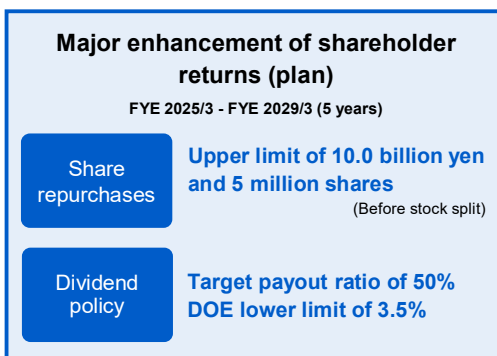 Major enhancement of shareholder
returns (plan)
FYE 2025/3 - FYE 2029/3 (5 years)
Share
repurchases
Upper limit of 10.0 billion yen
and 5 million shares
(Before stock split)
Dividend
policy
Target payout ratio of 50%
DOE lower limit of 3.5%